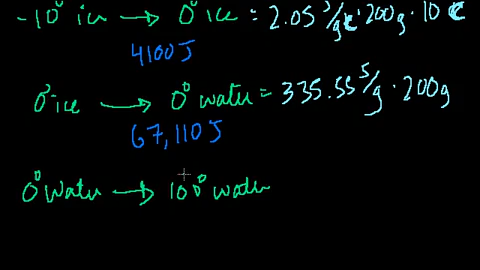 -10° ice → 0° ice = 2.05 J/g C · 200g · 10 C
4100 J
0° ice → 0° water = 335.55 J/g · 200g
67,110 J
0° Water → 100° water